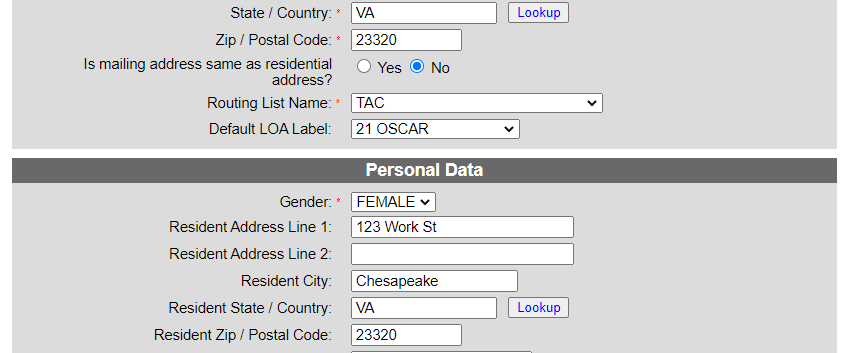 State / Country: * VA Lookup
Zip / Postal Code: * 23320
Is mailing address same as residential
address? Yes No
Routing List Name: * TAC
Default LOA Label: 21 OSCAR
Personal Data
Gender: * FEMALE
Resident Address Line 1: 123 Work St
Resident Address Line 2:
Resident City: Chesapeake
Resident State / Country: VA Lookup
Resident Zip / Postal Code: 23320